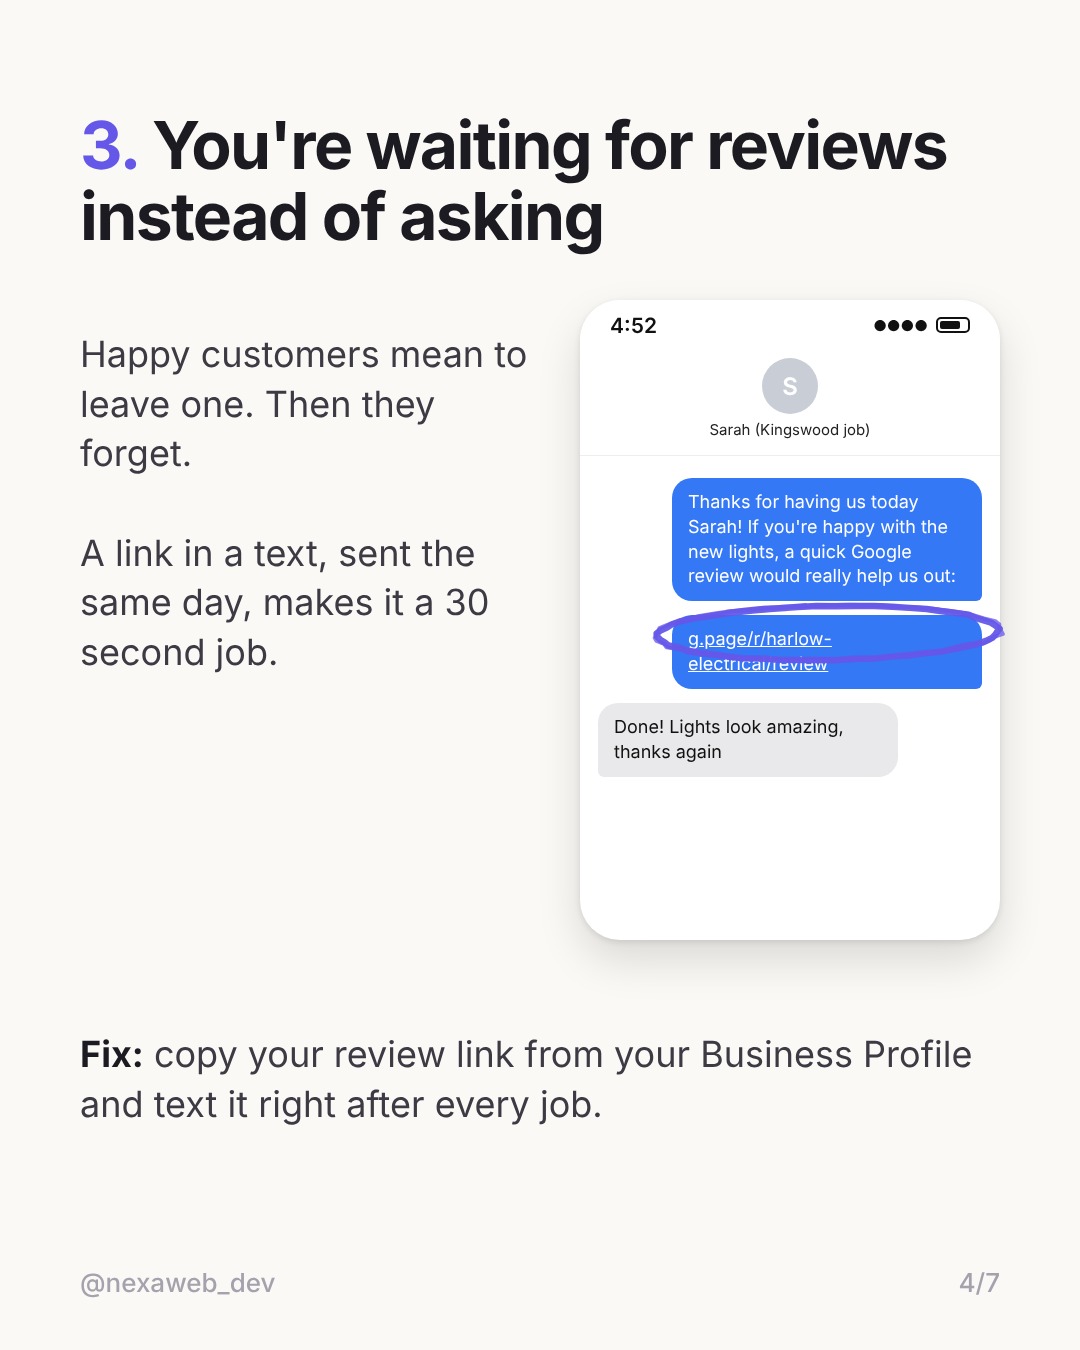 3. You're waiting for reviews
instead of asking
Happy customers mean to
leave one. Then they
forget.
A link in a text, sent the
same day, makes it a 30
second job.
4:52
S
Sarah (Kingswood job)
Thanks for having us today
Sarah! If you're happy with the
new lights, a quick Google
review would really help us out:
g.page/r/harlow-
electrical/review
Done! Lights look amazing,
thanks again
Fix: copy your review link from your Business Profile
and text it right after every job.
@nexaweb_dev
4/7